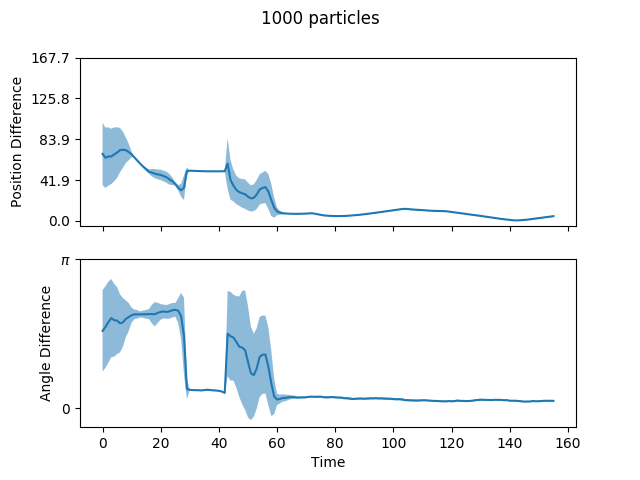 1000 particles
167.7
125.8
83.9
41.9
0.0
Position Difference
π
0
Angle Difference
0 20 40 60 80 100 120 140 160
Time